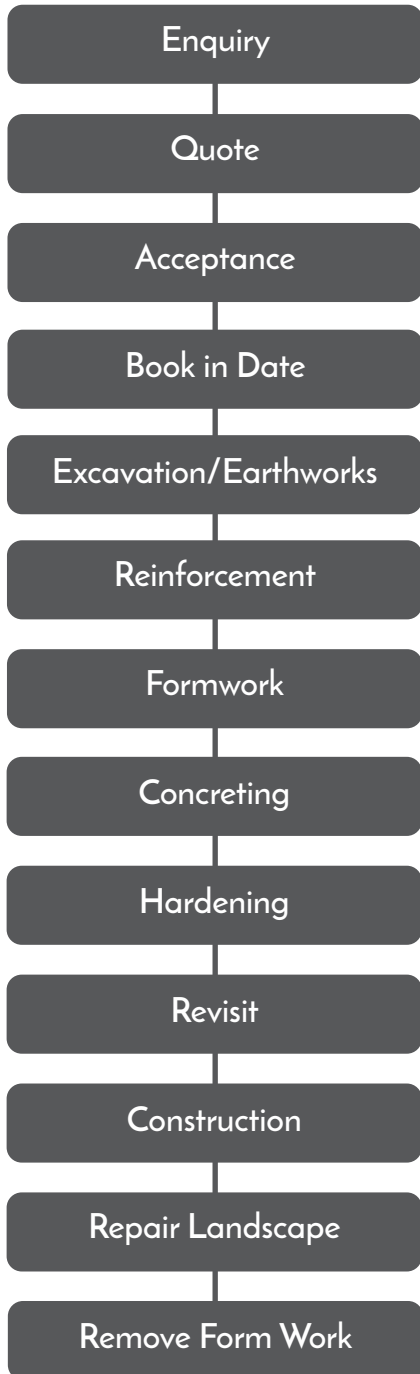 Enquiry
Quote
Acceptance
Book in Date
Excavation/Earthworks
Reinforcement
Formwork
Concreting
Hardening
Revisit
Construction
Repair Landscape
Remove Form Work